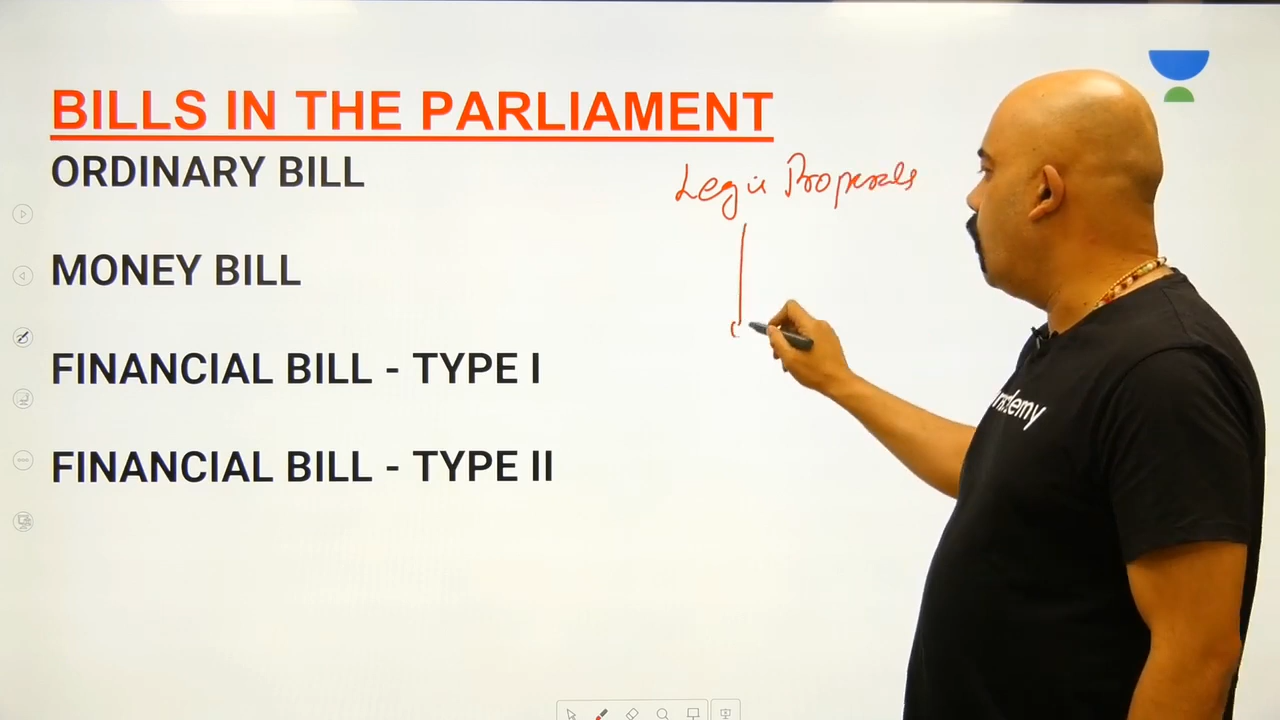 BILLS IN THE PARLIAMENT
ORDINARY BILL
Legis Proposals
MONEY BILL
FINANCIAL BILL - TYPE I
FINANCIAL BILL - TYPE II